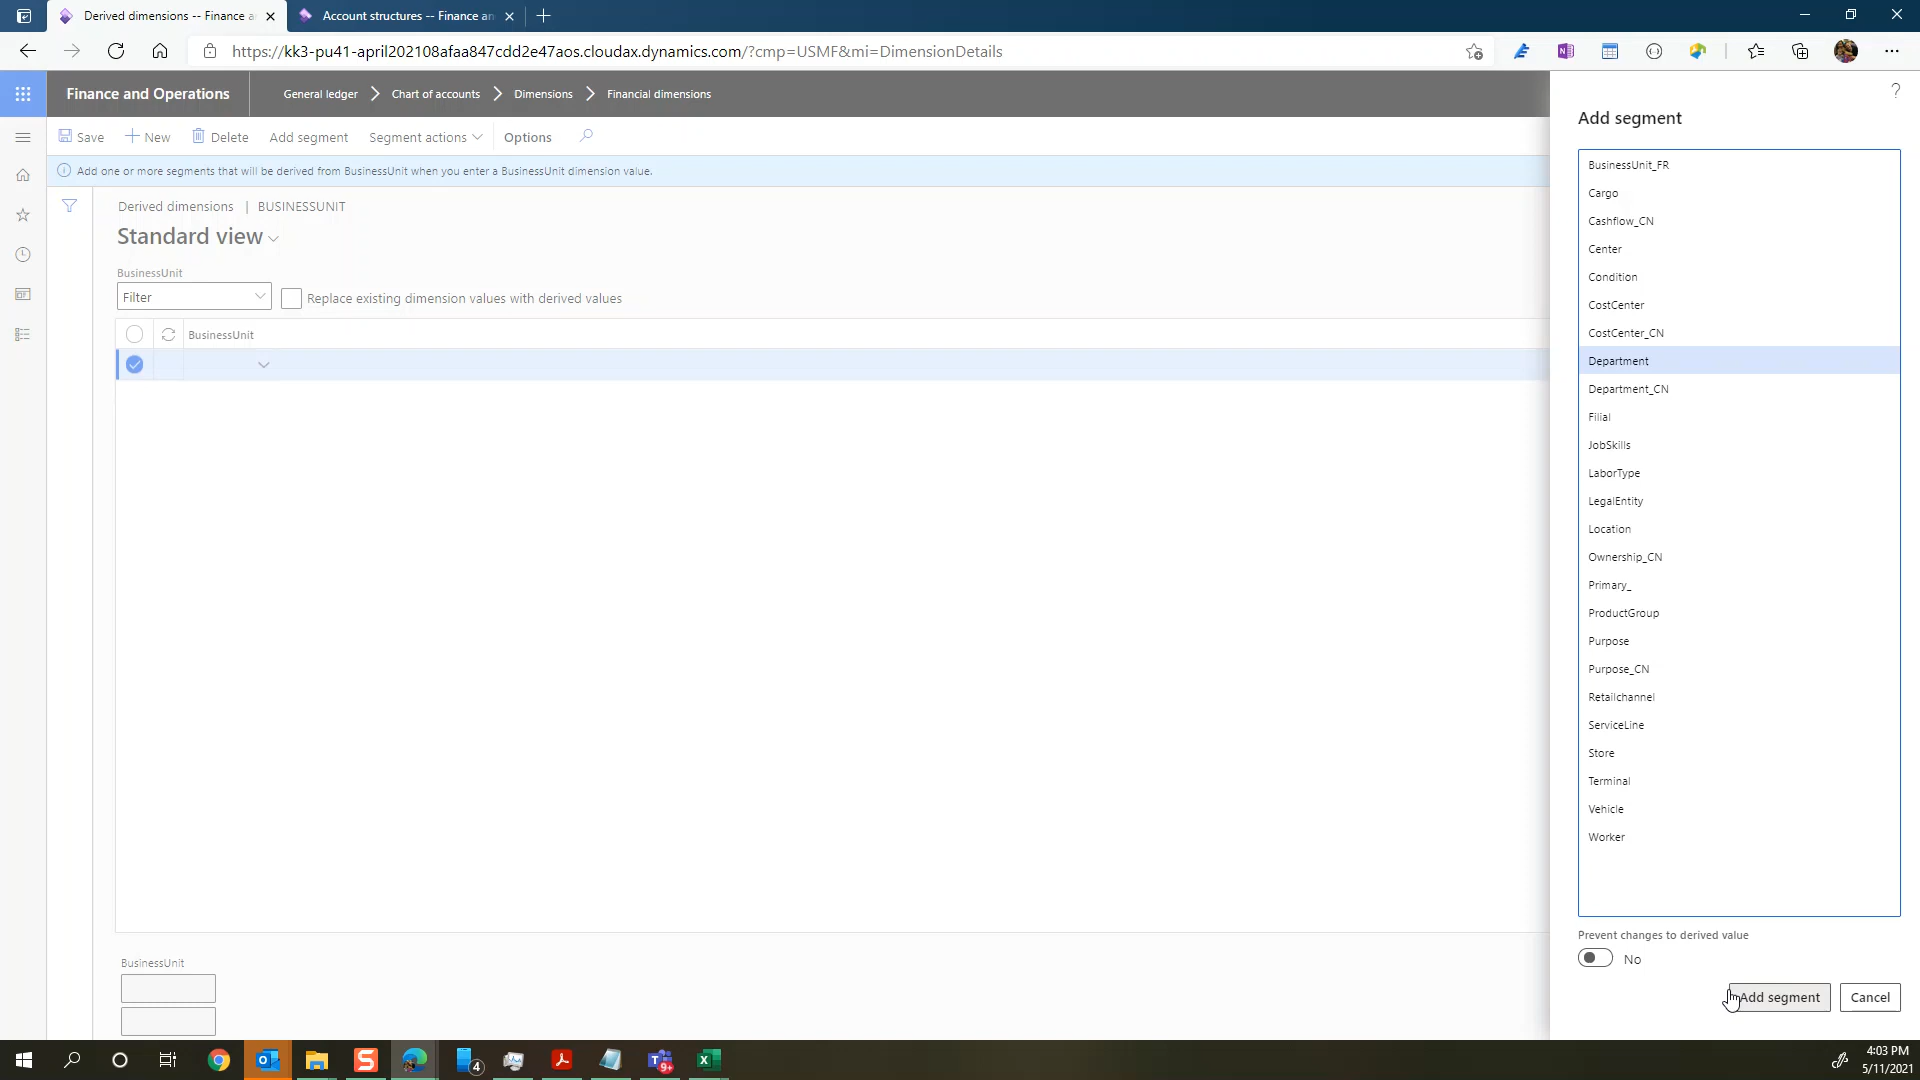 Derived dimensions -- Finance a
Account structures -- Finance an
https://kk3-pu41-april202108afaa847cdd2e47aos.cloudax.dynamics.com/?cmp=USMF&mi=DimensionDetails
Finance and Operations
General ledger
Chart of accounts
Dimensions
Financial dimensions
?
Save
New
Delete
Add segment
Segment actions
Options
Add one or more segments that will be derived from BusinessUnit when you enter a BusinessUnit dimension value.
Derived dimensions | BUSINESSUNIT
Standard view
BusinessUnit
Filter
Replace existing dimension values with derived values
BusinessUnit
BusinessUnit
Add segment
BusinessUnit_FR
Cargo
Cashflow_CN
Center
Condition
CostCenter
CostCenter_CN
Department
Department_CN
Filial
JobSkills
LaborType
LegalEntity
Location
Ownership_CN
Primary_
ProductGroup
Purpose
Purpose_CN
Retailchannel
ServiceLine
Store
Terminal
Vehicle
Worker
Prevent changes to derived value
No
Add segment
Cancel
4
9+
4:03 PM
5/11/2021